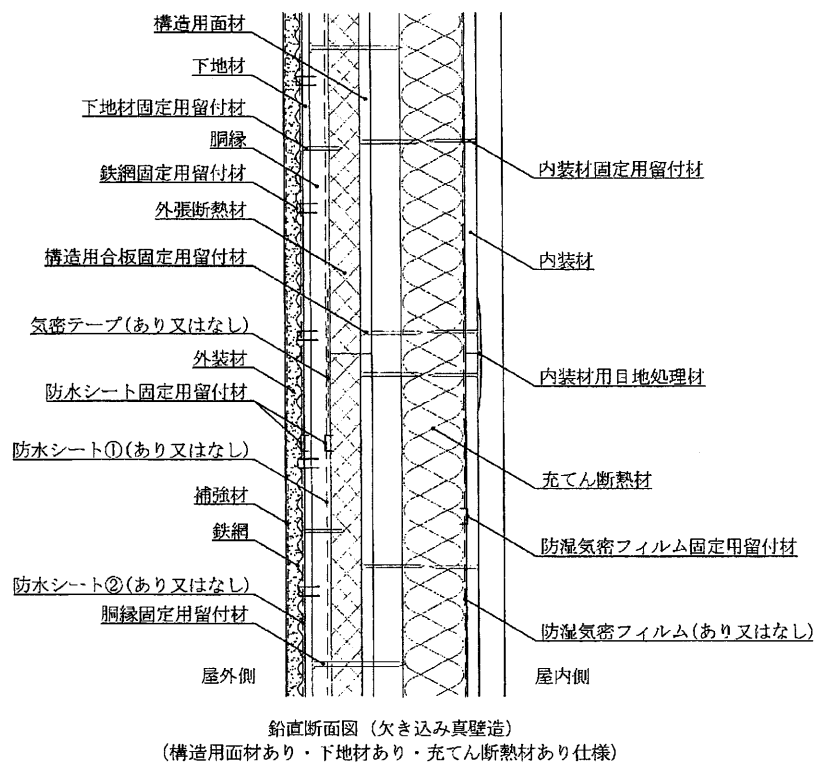 構造用面材
下地材
下地材固定用留付材
胴縁
鉄網固定用留付材
外張断熱材
構造用合板固定用留付材
気密テープ(あり又はなし)
外装材
防水シート固定用留付材
防水シート①(あり又はなし)
補強材
鉄網
防水シート②(あり又はなし)
胴縁固定用留付材
屋外側
内装材固定用留付材
内装材
内装材用目地処理材
充てん断熱材
防湿気密フィルム固定用留付材
防湿気密フィルム(あり又はなし)
屋内側
鉛直断面図（欠き込み真壁造）
（構造用面材あり・下地材あり・充てん断熱材あり仕様）